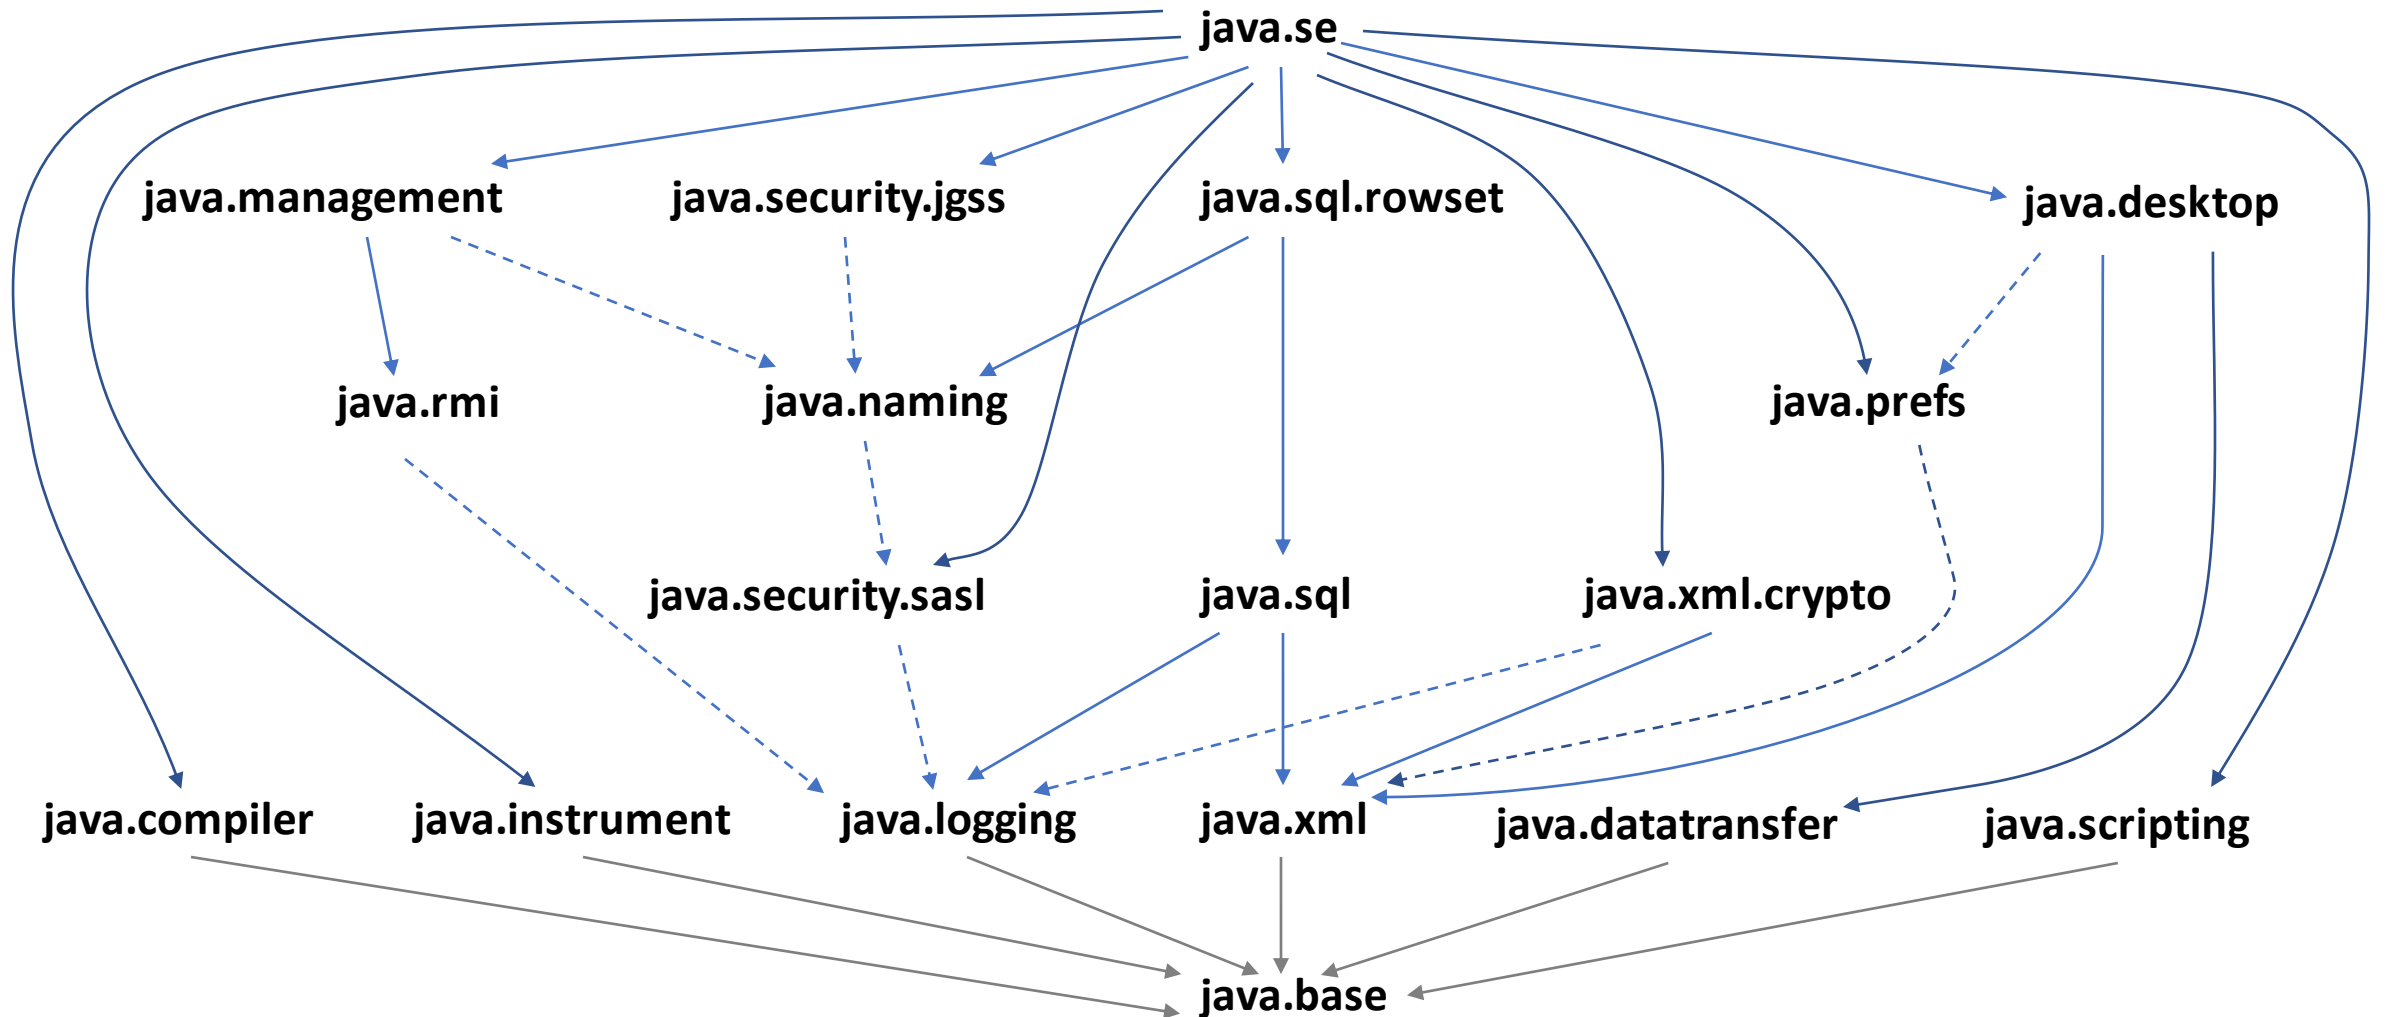 java.se
java.management
java.security.jgss
java.sql.rowset
java.desktop
java.rmi
java.naming
java.prefs
java.security.sasl
java.sql
java.xml.crypto
java.compiler
java.instrument
java.logging
java.xml
java.datatransfer
java.scripting
java.base